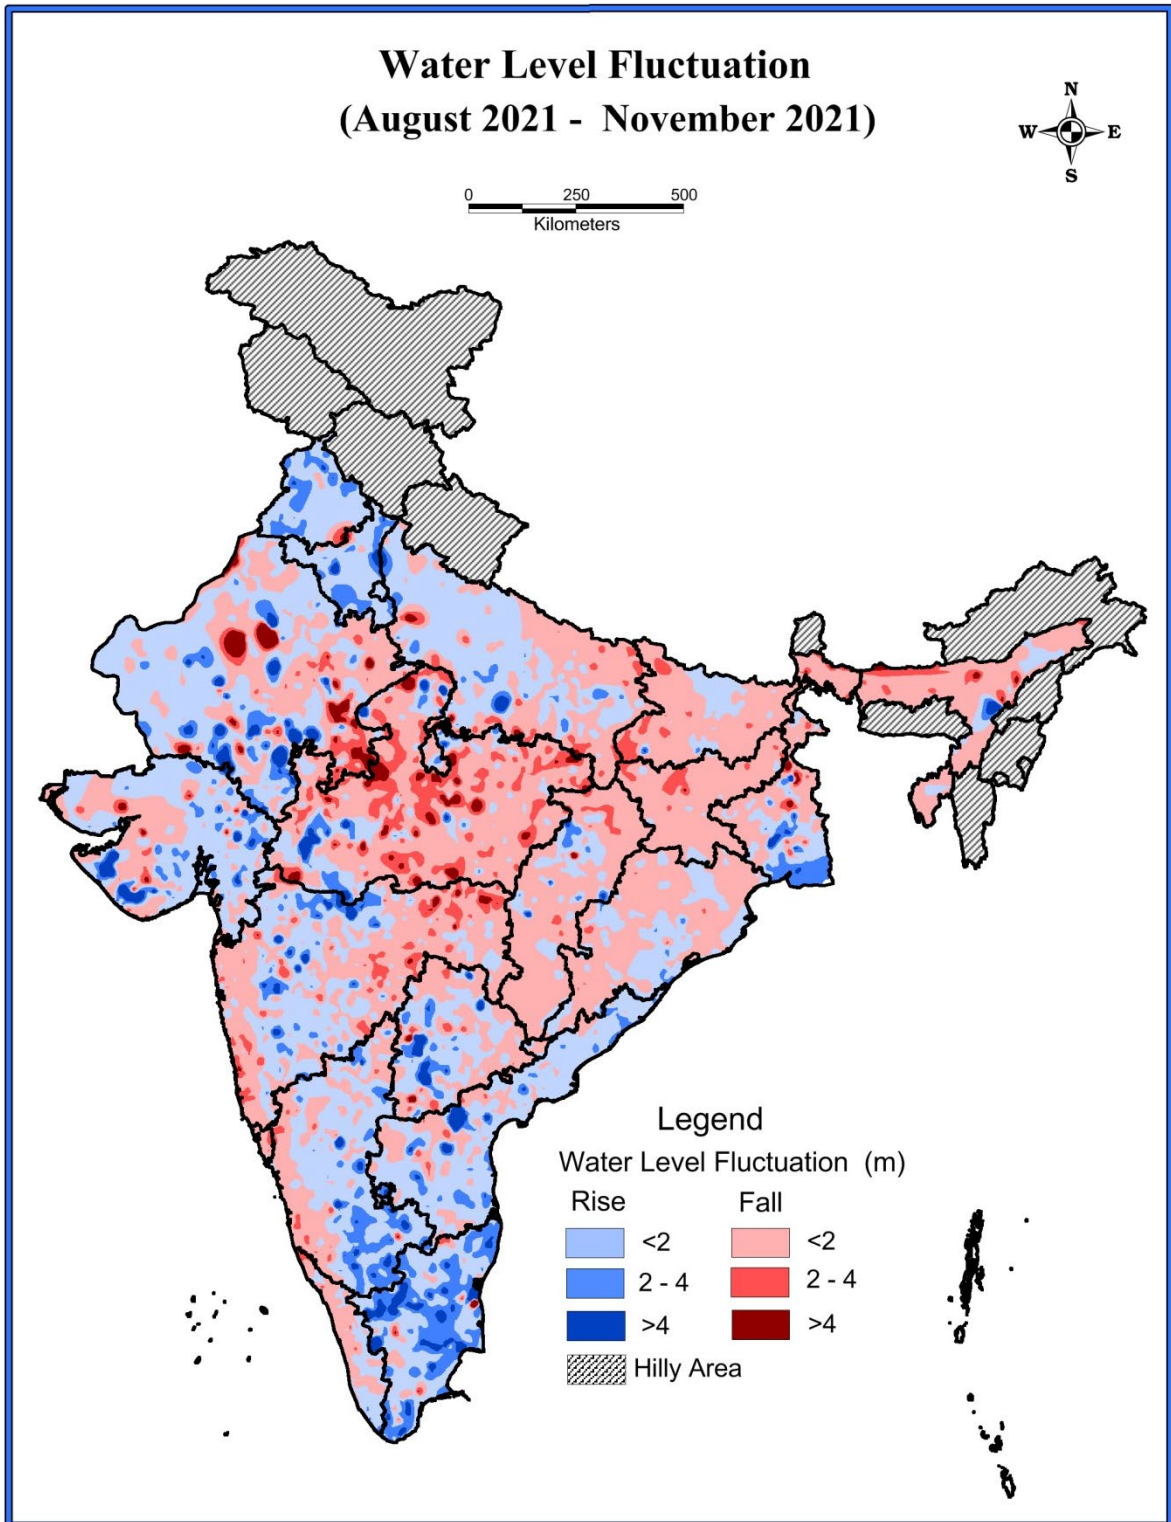 Water Level Fluctuation
(August 2021 - November 2021)
N
W E
S
0 250 500
Kilometers
Legend
Water Level Fluctuation (m)
Rise Fall
<2 <2
2 - 4 2 - 4
>4 >4
Hilly Area